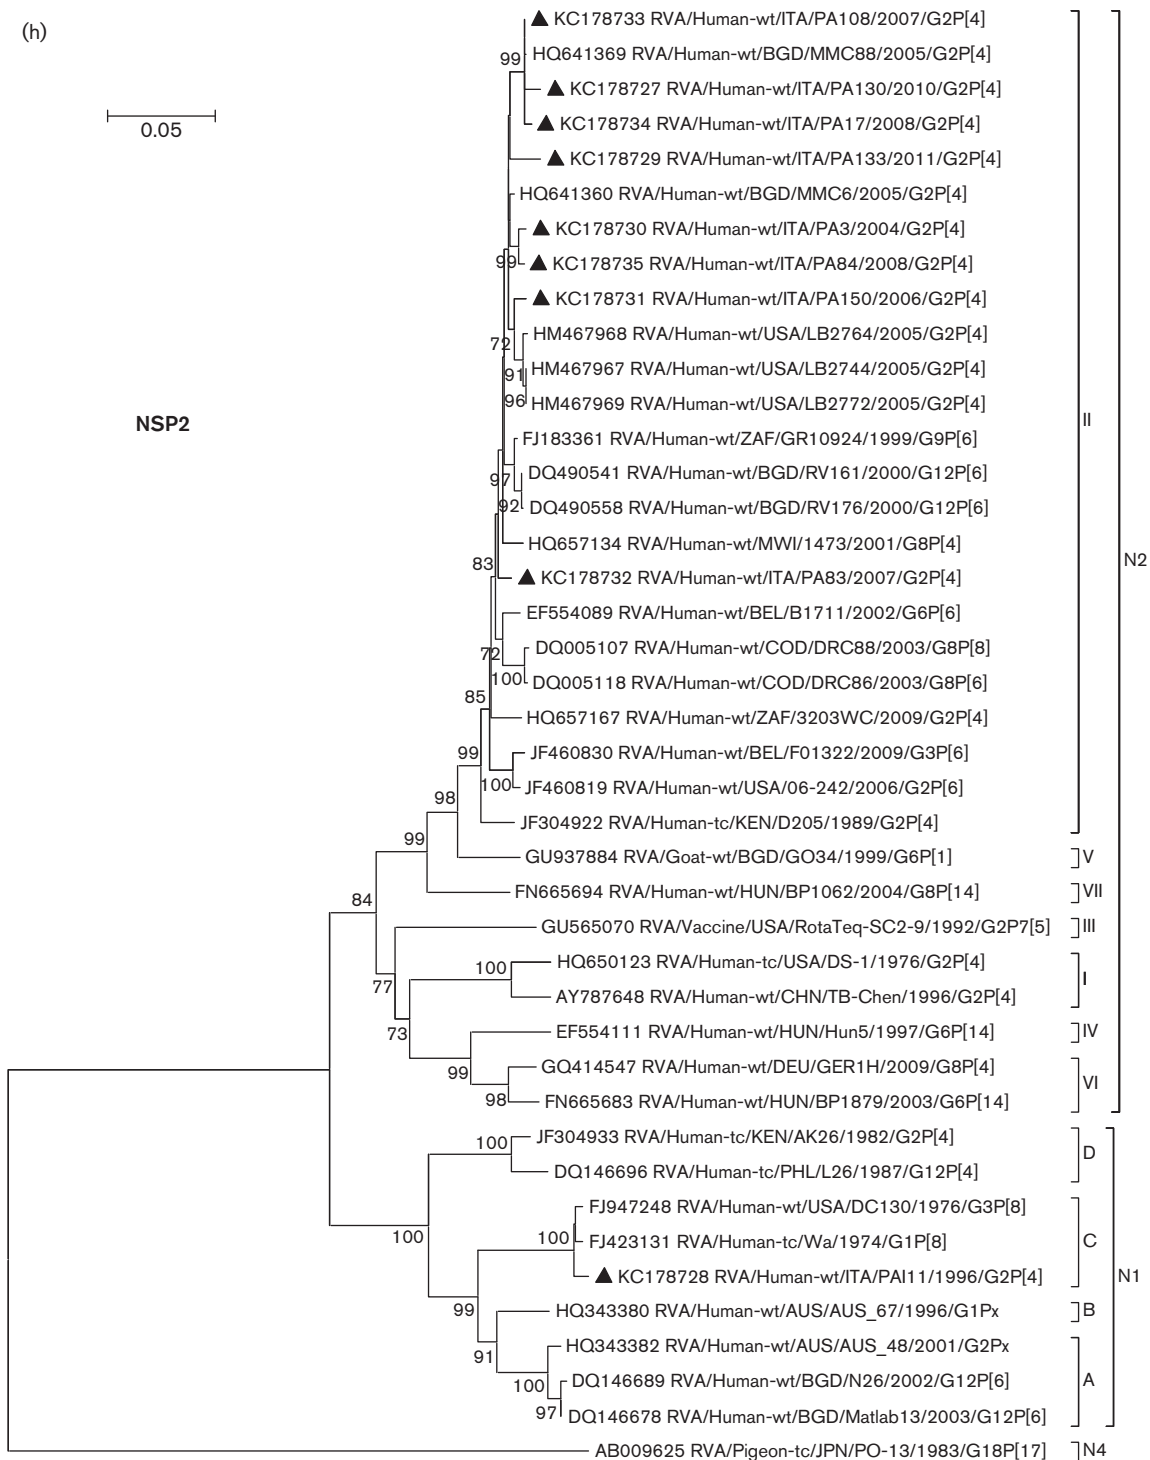 (h)
0.05
NSP2
▲ KC178733 RVA/Human-wt/ITA/PA108/2007/G2P[4]
HQ641369 RVA/Human-wt/BGD/MMC88/2005/G2P[4]
99
▲ KC178727 RVA/Human-wt/ITA/PA130/2010/G2P[4]
▲ KC178734 RVA/Human-wt/ITA/PA17/2008/G2P[4]
▲ KC178729 RVA/Human-wt/ITA/PA133/2011/G2P[4]
HQ641360 RVA/Human-wt/BGD/MMC6/2005/G2P[4]
▲ KC178730 RVA/Human-wt/ITA/PA3/2004/G2P[4]
99
▲ KC178735 RVA/Human-wt/ITA/PA84/2008/G2P[4]
▲ KC178731 RVA/Human-wt/ITA/PA150/2006/G2P[4]
HM467968 RVA/Human-wt/USA/LB2764/2005/G2P[4]
72
HM467967 RVA/Human-wt/USA/LB2744/2005/G2P[4]
91
HM467969 RVA/Human-wt/USA/LB2772/2005/G2P[4]
96
II
FJ183361 RVA/Human-wt/ZAF/GR10924/1999/G9P[6]
DQ490541 RVA/Human-wt/BGD/RV161/2000/G12P[6]
97
DQ490558 RVA/Human-wt/BGD/RV176/2000/G12P[6]
92
HQ657134 RVA/Human-wt/MWI/1473/2001/G8P[4]
N2
83
▲ KC178732 RVA/Human-wt/ITA/PA83/2007/G2P[4]
EF554089 RVA/Human-wt/BEL/B1711/2002/G6P[6]
DQ005107 RVA/Human-wt/COD/DRC88/2003/G8P[8]
72
DQ005118 RVA/Human-wt/COD/DRC86/2003/G8P[6]
100
85
HQ657167 RVA/Human-wt/ZAF/3203WC/2009/G2P[4]
JF460830 RVA/Human-wt/BEL/F01322/2009/G3P[6]
99
JF460819 RVA/Human-wt/USA/06-242/2006/G2P[6]
100
98
JF304922 RVA/Human-tc/KEN/D205/1989/G2P[4]
99
GU937884 RVA/Goat-wt/BGD/GO34/1999/G6P[1]
V
FN665694 RVA/Human-wt/HUN/BP1062/2004/G8P[14]
VII
84
GU565070 RVA/Vaccine/USA/RotaTeq-SC2-9/1992/G2P7[5]
III
HQ650123 RVA/Human-tc/USA/DS-1/1976/G2P[4]
100
I
77
AY787648 RVA/Human-wt/CHN/TB-Chen/1996/G2P[4]
73
EF554111 RVA/Human-wt/HUN/Hun5/1997/G6P[14]
IV
GQ414547 RVA/Human-wt/DEU/GER1H/2009/G8P[4]
99
VI
FN665683 RVA/Human-wt/HUN/BP1879/2003/G6P[14]
98
JF304933 RVA/Human-tc/KEN/AK26/1982/G2P[4]
100
D
DQ146696 RVA/Human-tc/PHL/L26/1987/G12P[4]
FJ947248 RVA/Human-wt/USA/DC130/1976/G3P[8]
100
100
FJ423131 RVA/Human-tc/Wa/1974/G1P[8]
C
▲ KC178728 RVA/Human-wt/ITA/PAI11/1996/G2P[4]
N1
99
HQ343380 RVA/Human-wt/AUS/AUS_67/1996/G1Px
B
HQ343382 RVA/Human-wt/AUS/AUS_48/2001/G2Px
91
DQ146689 RVA/Human-wt/BGD/N26/2002/G12P[6]
100
A
DQ146678 RVA/Human-wt/BGD/Matlab13/2003/G12P[6]
97
AB009625 RVA/Pigeon-tc/JPN/PO-13/1983/G18P[17]
N4